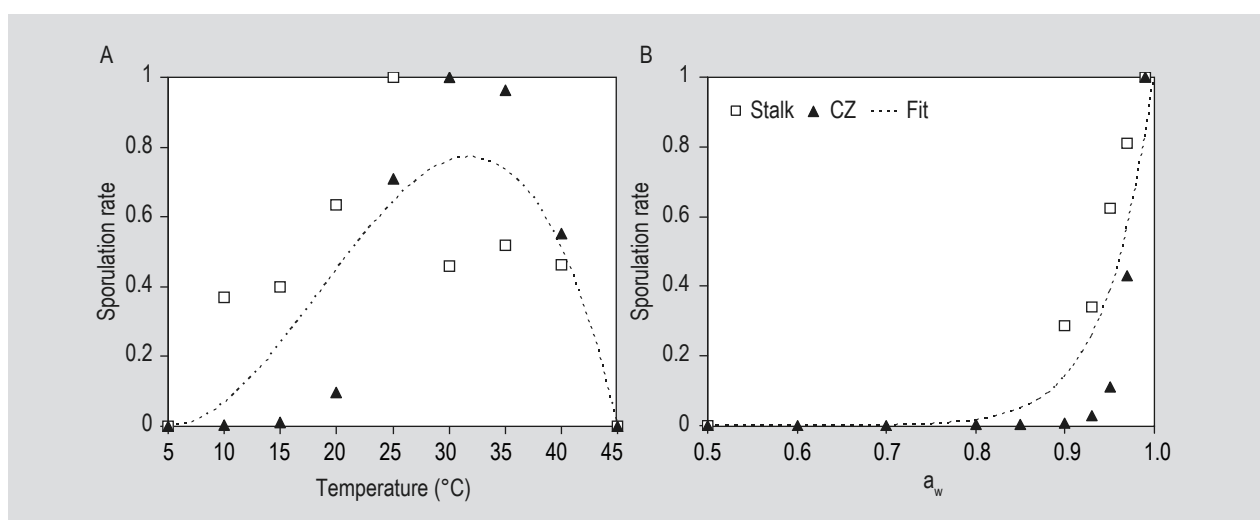 A
Sporulation rate
1
0.8
0.6
0.4
0.2
0
5 10 15 20 25 30 35 40 45
Temperature (°C)
B
Sporulation rate
1
0.8
0.6
0.4
0.2
0
Stalk CZ Fit
0.5 0.6 0.7 0.8 0.9 1.0
aw